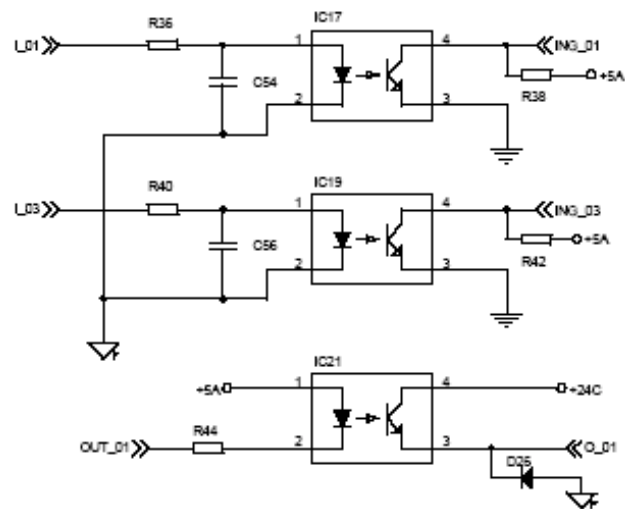 R36 IC17
I_01 1 4 ING_01
C54
R38 +5A
2 3
R40 IC19
I_03 1 4 ING_03
C56
+5A
R42
2 3
F
IC21
+5A 1 4 +24C
R44
OUT_01 2 3 O_01
D25
F